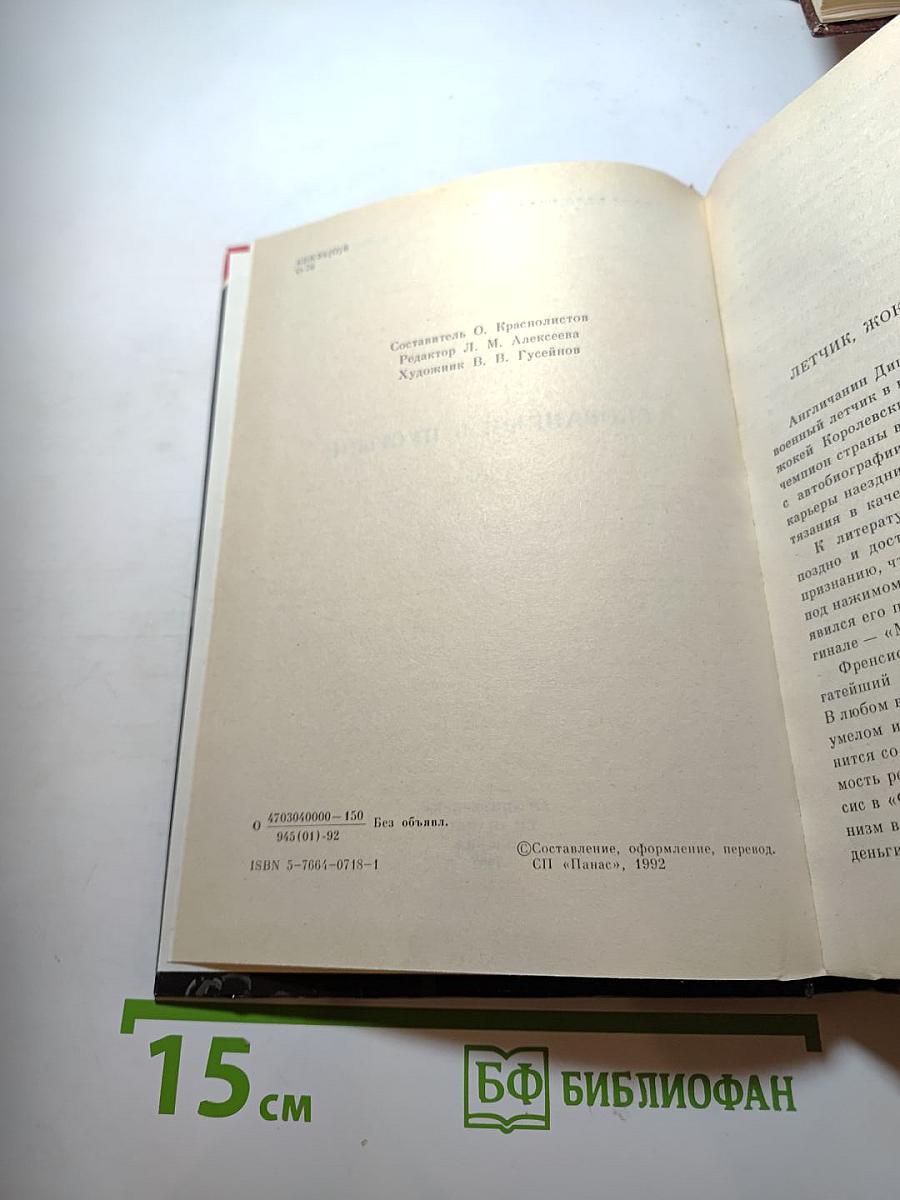 Составитель О. Краснолистов
Редактор Л. М. Алексеева
Художник В. В. Гусейнов
О 4703040000—150
945(01)-92 Без объявл.
ISBN 5-7664-0718-1
©Составление, оформление, перевод.
СП «Панас», 1992
ЛЕТЧИК, ЖОК
Англичанин Ди
военный летчик в
жокей Королевск
чемпион страны в
с автобиографии
карьеры наездни
тязания в каче
К литерату
поздно и дост
признанию, ч
под нажимом
явился его п
гинале — «М
Френсис
гатейший
В любом в
умелом и
нится со
мость ре
сис в «
низм в
деньги
15 см
БФ БИБЛИОФАН